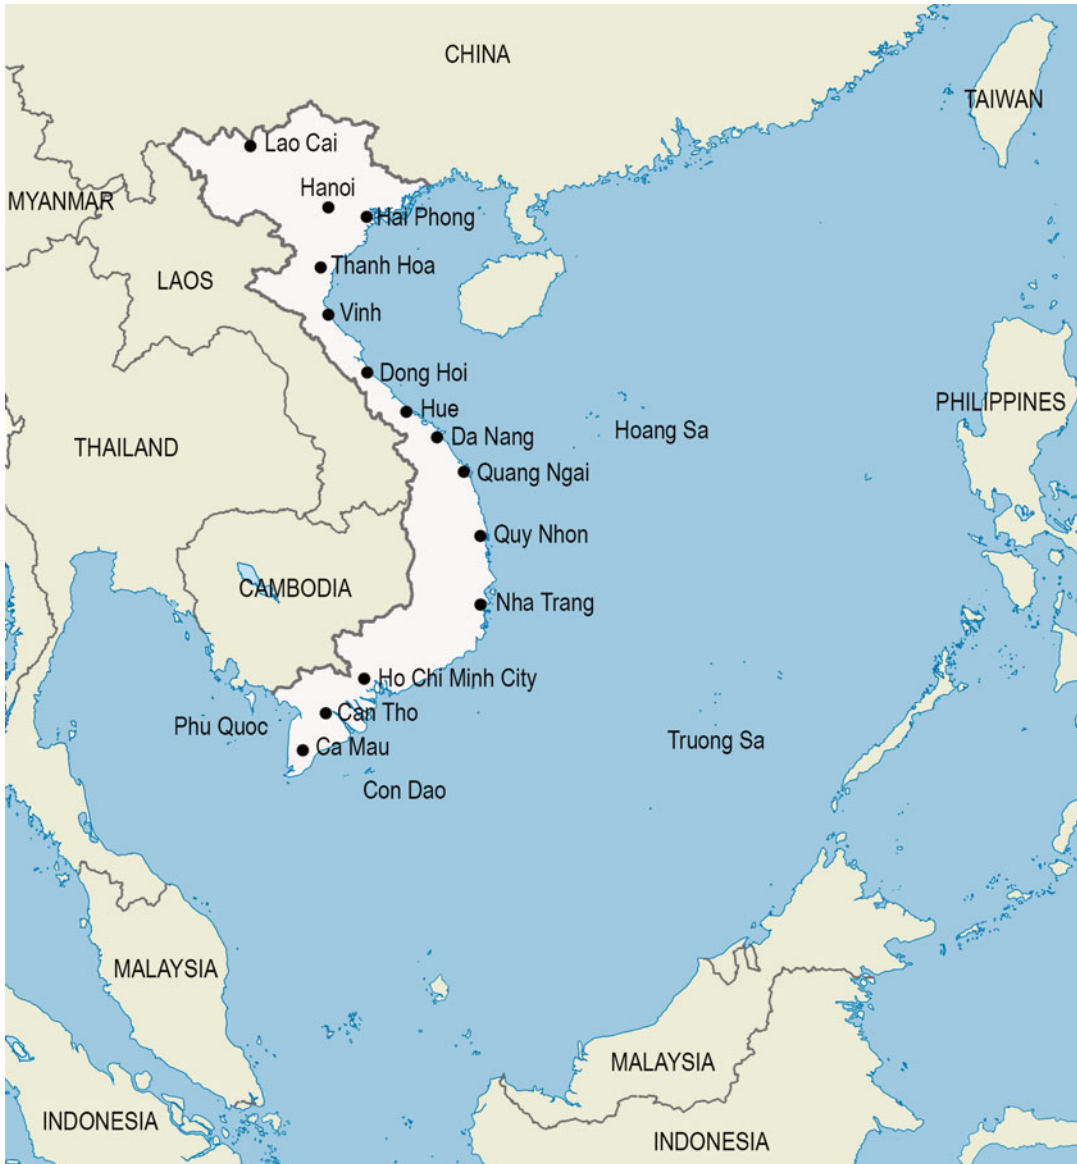 CHINA
TAIWAN
Lao Cai
Hanoi
MYANMAR
Hai Phong
Thanh Hoa
LAOS
Vinh
Dong Hoi
PHILIPPINES
Hue
Hoang Sa
Da Nang
THAILAND
Quang Ngai
Quy Nhon
CAMBODIA
Nha Trang
Ho Chi Minh City
Can Tho
Phu Quoc
Truong Sa
Ca Mau
Con Dao
MALAYSIA
MALAYSIA
INDONESIA
INDONESIA